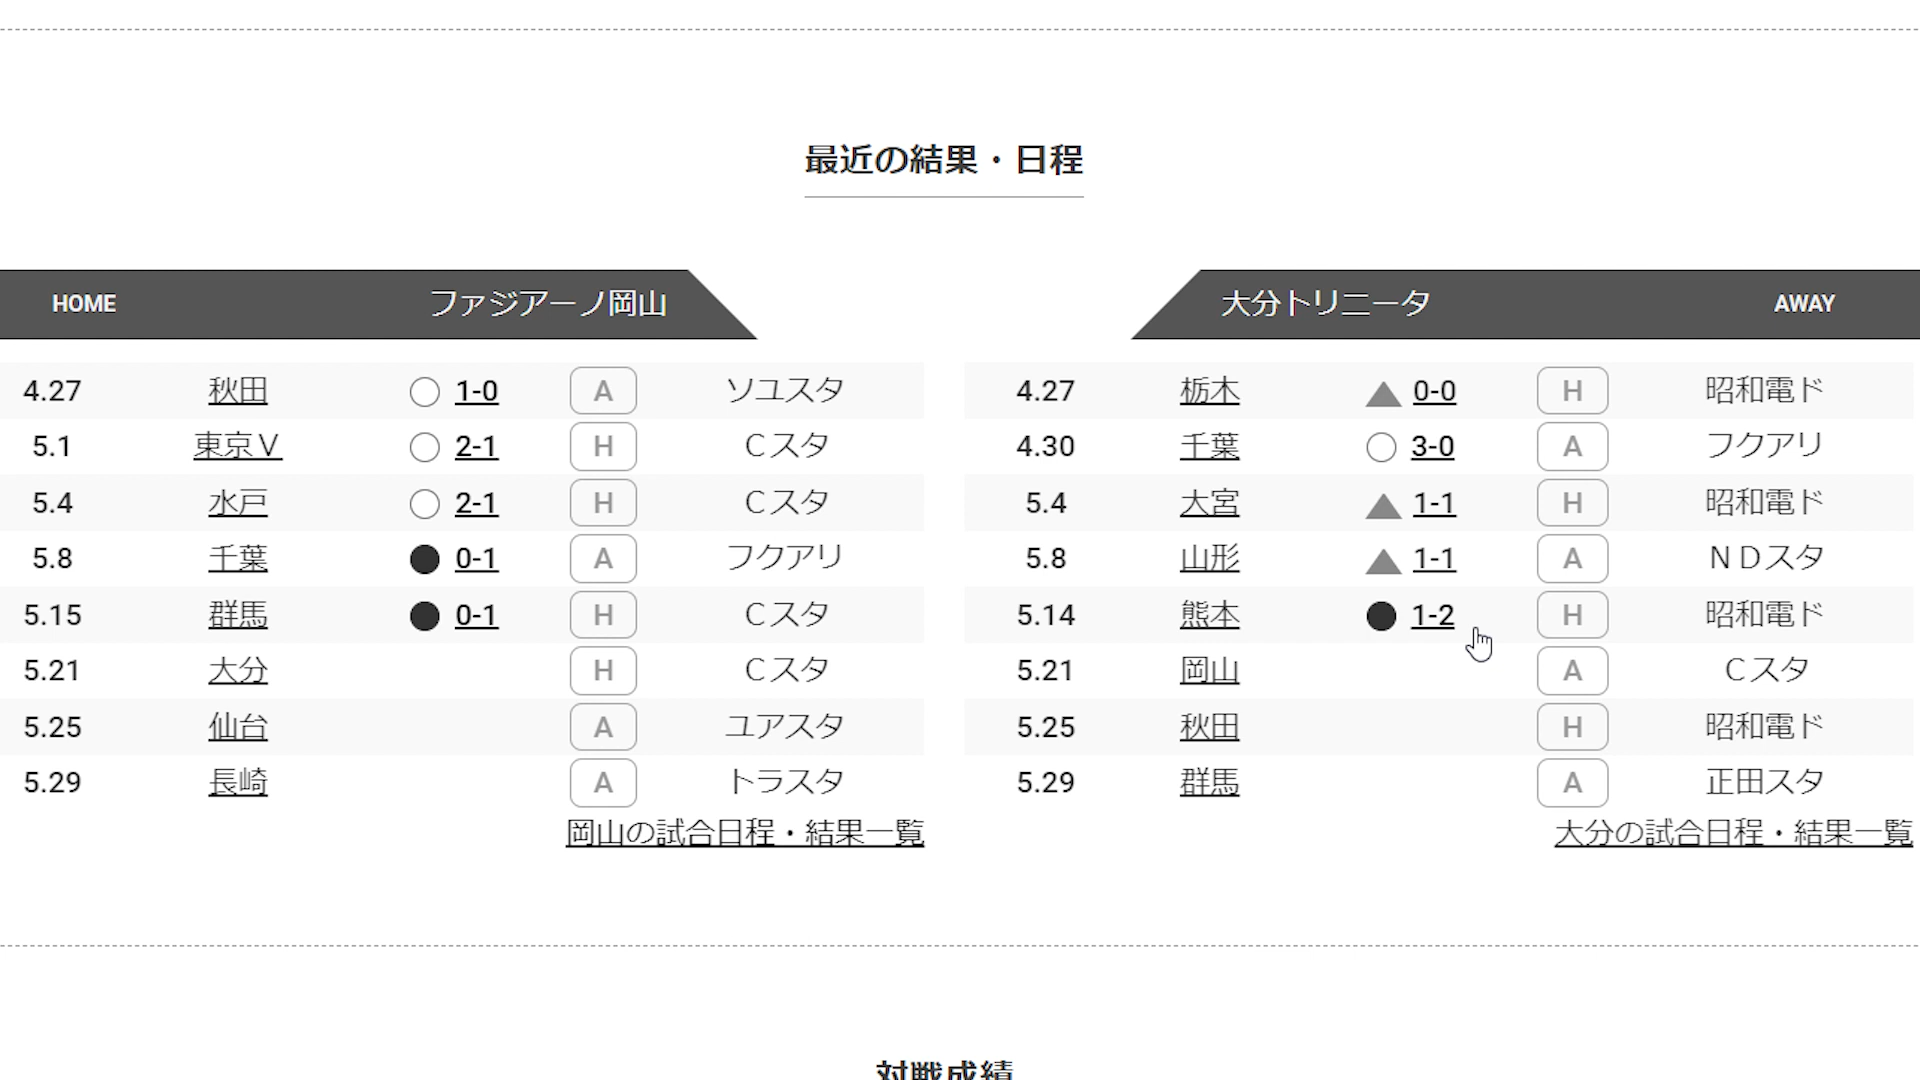 最近の結果・日程
HOME ファジアーノ岡山
4.27 秋田 ○ 1-0 A ソユスタ
5.1 東京Ｖ ○ 2-1 H Ｃスタ
5.4 水戸 ○ 2-1 H Ｃスタ
5.8 千葉 ● 0-1 A フクアリ
5.15 群馬 ● 0-1 H Ｃスタ
5.21 大分 H Ｃスタ
5.25 仙台 A ユアスタ
5.29 長崎 A トラスタ
岡山の試合日程・結果一覧
大分トリニータ AWAY
4.27 栃木 ▲ 0-0 H 昭和電ド
4.30 千葉 ○ 3-0 A フクアリ
5.4 大宮 ▲ 1-1 H 昭和電ド
5.8 山形 ▲ 1-1 A ＮＤスタ
5.14 熊本 ● 1-2 H 昭和電ド
5.21 岡山 A Ｃスタ
5.25 秋田 H 昭和電ド
5.29 群馬 A 正田スタ
大分の試合日程・結果一覧
対戦成績